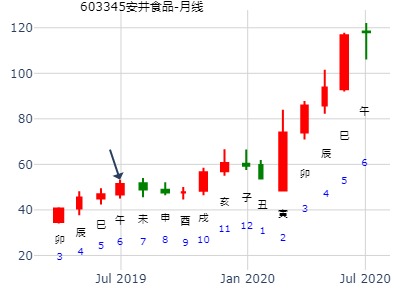 603345安井食品-月线
120
100
80
60
40
20
卯
辰
巳
午
未
申
酉
戌
亥
子
丑
寅
卯
辰
巳
午
3
4
5
6
7
8
9
10
11
12
1
2
3
4
5
6
Jul 2019
Jan 2020
Jul 2020